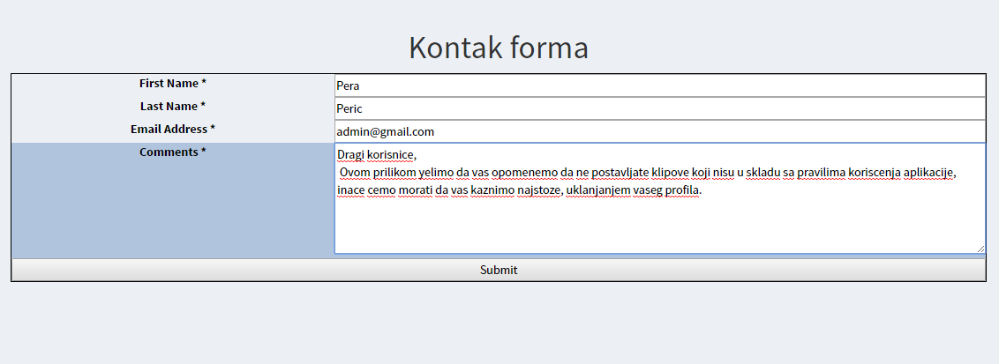 Kontak forma
First Name *
Pera
Last Name *
Peric
Email Address *
admin@gmail.com
Comments *
Dragi korisnice,
Ovom prilikom yelimo da vas opomenemo da ne postavljate klipove koji nisu u skladu sa pravilima koriscenja aplikacije,
inace cemo morati da vas kaznimo najstoze, uklanjanjem vaseg profila.
Submit